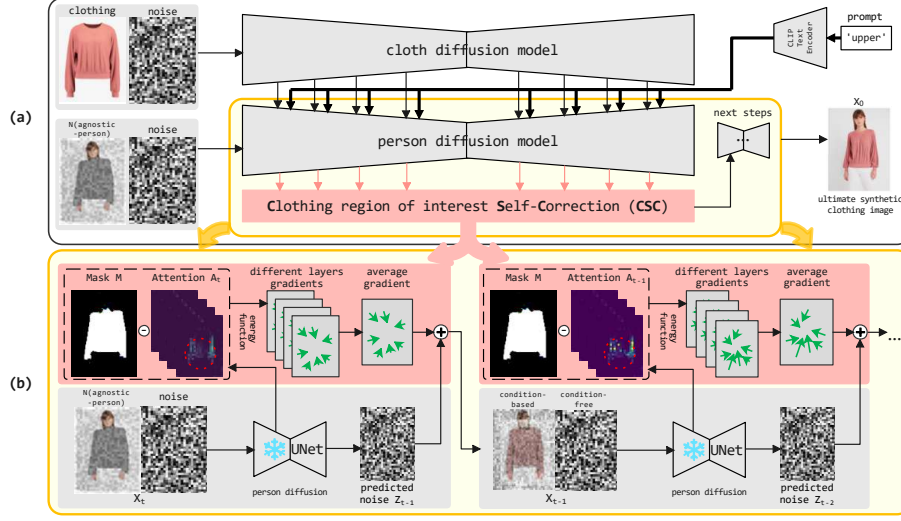 (a)
clothing
noise
cloth diffusion model
CLIP
Text
Encoder
prompt
'upper'
N(agnostic
-person)
noise
person diffusion model
next steps
...
X0
ultimate synthetic
clothing image
Clothing region of interest Self-Correction (CSC)
(b)
Mask M
Attention At
energy
function
different layers
gradients
average
gradient
Mask M
Attention At-1
energy
function
different layers
gradients
average
gradient
...
N(agnostic
-person)
noise
Xt
UNet
person diffusion
predicted
noise Zt-1
condition-
based
condition-
free
Xt-1
UNet
person diffusion
predicted
noise Zt-2